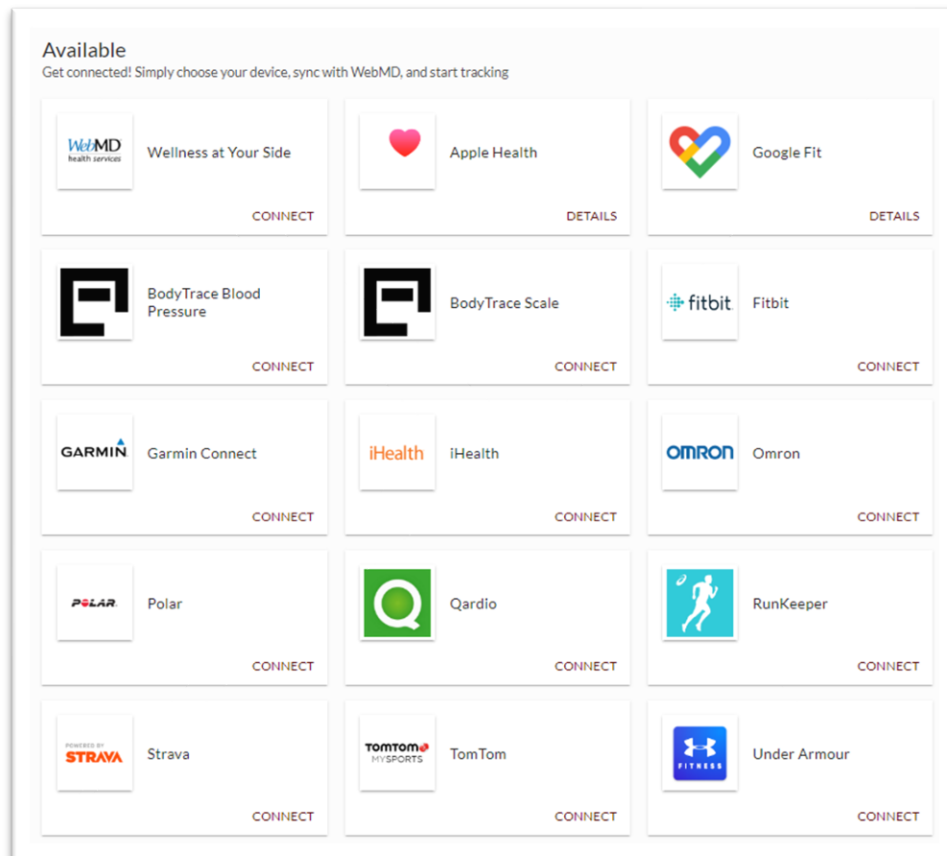 Available
Get connected! Simply choose your device, sync with WebMD, and start tracking
WebMD
health services
Wellness at Your Side
CONNECT
Apple Health
DETAILS
Google Fit
DETAILS
BodyTrace Blood
Pressure
CONNECT
BodyTrace Scale
CONNECT
fitbit
Fitbit
CONNECT
GARMIN
Garmin Connect
CONNECT
iHealth
iHealth
CONNECT
OMRON
Omron
CONNECT
POLAR
Polar
CONNECT
Qardio
CONNECT
RunKeeper
CONNECT
POWERED BY
STRAVA
Strava
CONNECT
TOMTOM
MYSPORTS
TomTom
CONNECT
FITNESS
Under Armour
CONNECT